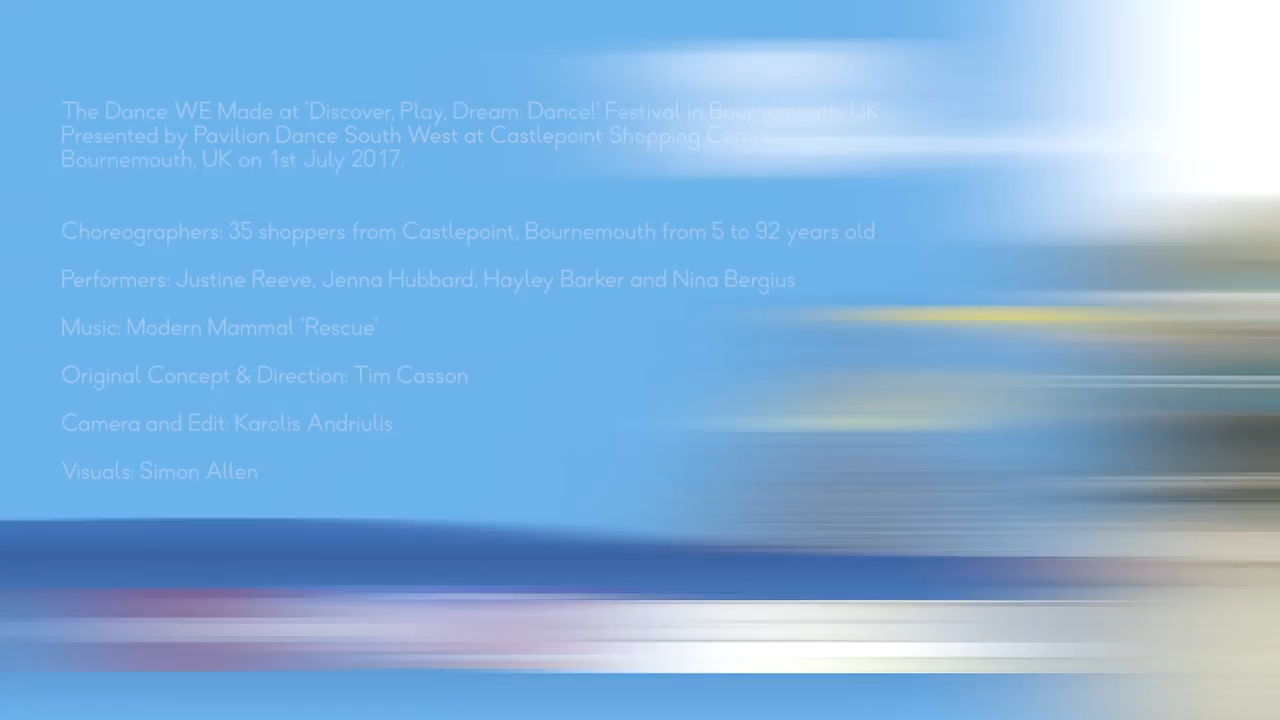 The Dance WE Made at 'Discover, Play, Dream: Dance!' Festival in Bournemouth, UK
Presented by Pavilion Dance South West at Castlepoint Shopping
Bournemouth, UK on 1st July 2017.
Choreographers: 35 shoppers from Castlepoint, Bournemouth from 5 to 92 years old
Performers: Justine Reeve, Jenna Hubbard, Hayley Barker and Nina Bergius
Music: Modern Mammal 'Rescue'
Original Concept & Direction: Tim Casson
Camera and Edit: Karolis Andriulis
Visuals: Simon Allen